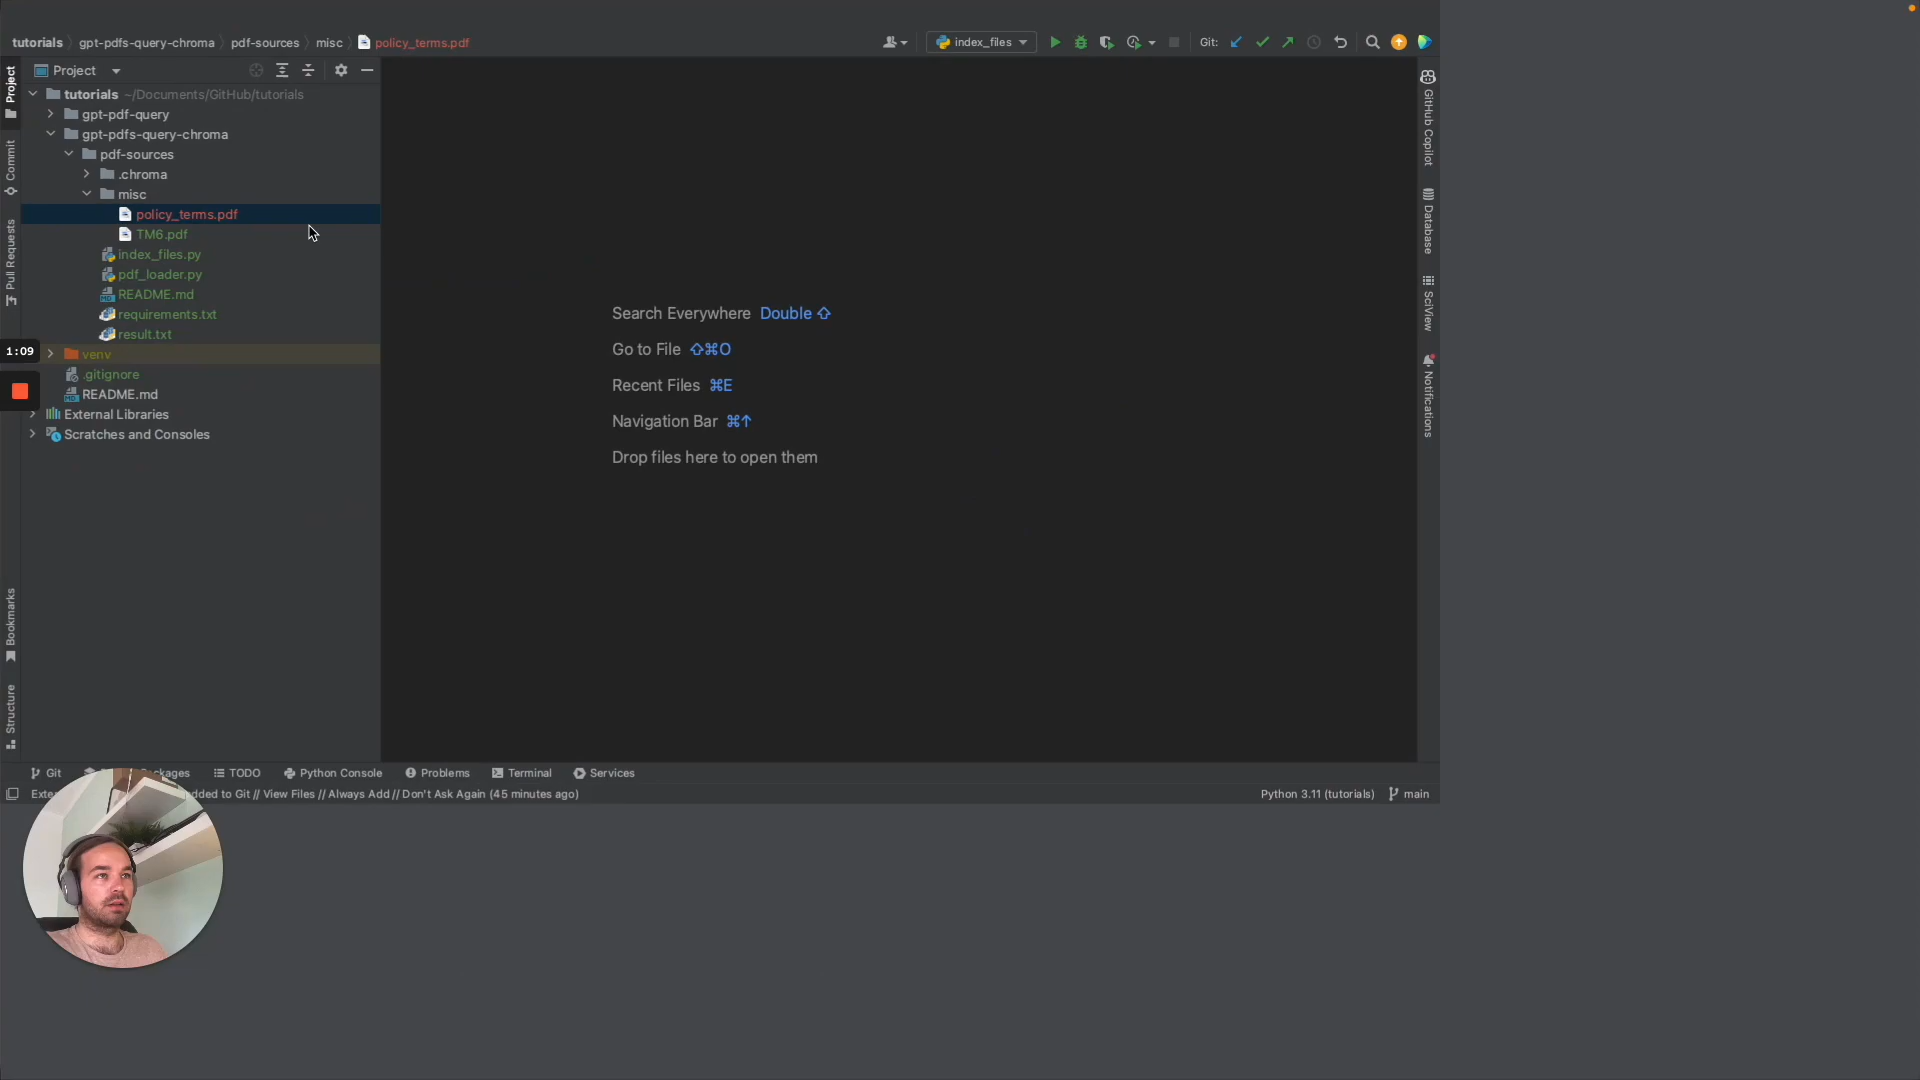 tutorials gpt-pdfs-query-chroma pdf-sources misc policy_terms.pdf
index_files
Git:
Project
Project
tutorials ~/Documents/GitHub/tutorials
gpt-pdf-query
gpt-pdfs-query-chroma
pdf-sources
.chroma
misc
policy_terms.pdf
TM6.pdf
index_files.py
pdf_loader.py
README.md
requirements.txt
result.txt
venv
.gitignore
README.md
External Libraries
Scratches and Consoles
Commit
Pull Requests
1:09
Bookmarks
Structure
Search Everywhere Double ⇧
Go to File ⇧⌘O
Recent Files ⌘E
Navigation Bar ⌘↑
Drop files here to open them
GitHub Copilot
Database
SciView
Notifications
Git
TODO
Python Console
Problems
Terminal
Services
to Git // View Files // Always Add // Don't Ask Again (45 minutes ago)
Python 3.11 (tutorials)
main